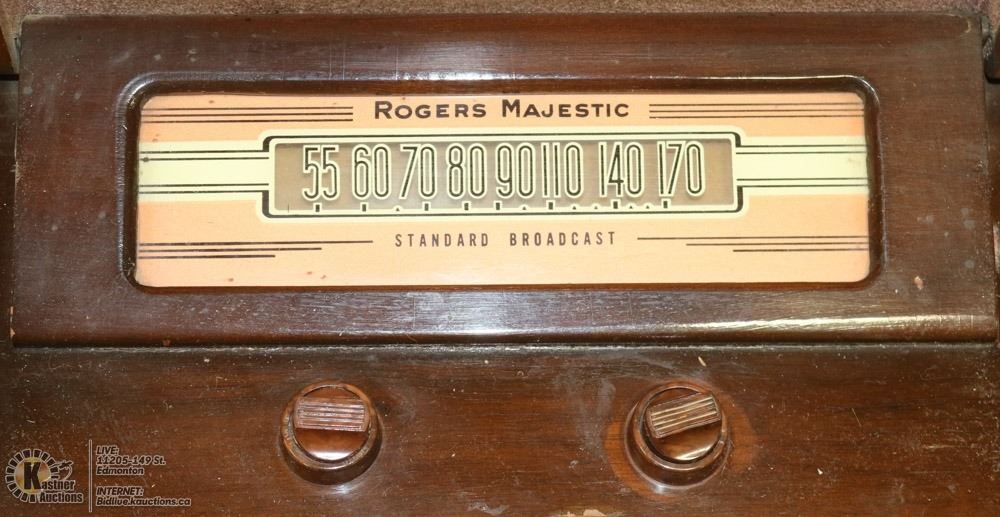 ROGERS MAJESTIC
55 60 70 80 90 110 140 170
STANDARD BROADCAST
Kastner
Auctions
LIVE:
11205-149 St.
Edmonton
INTERNET:
Bidlive.kauctions.ca